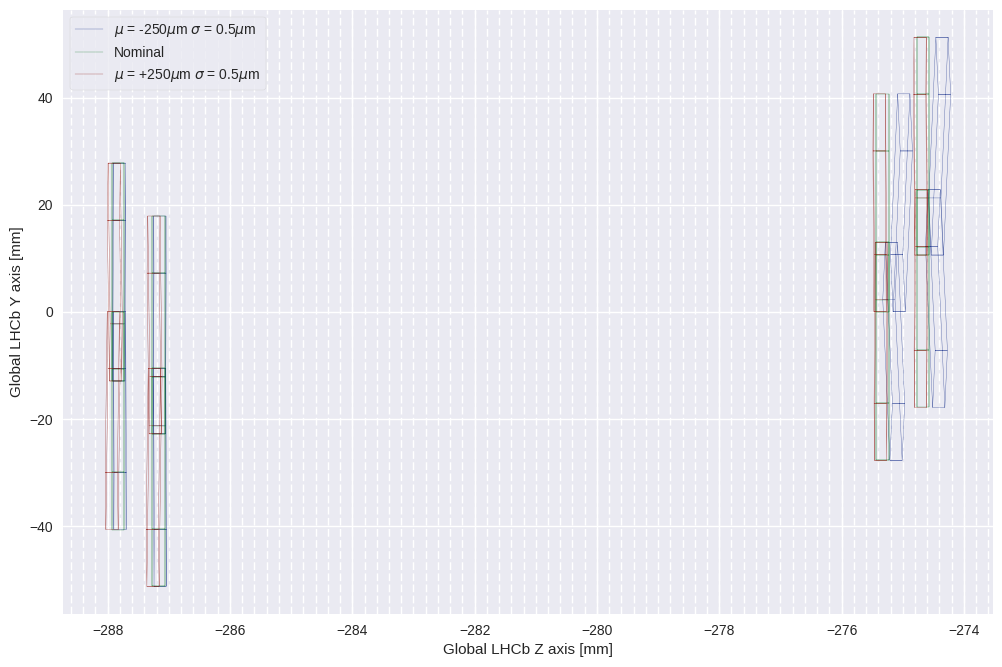 μ = -250μm σ = 0.5μm
Nominal
μ = +250μm σ = 0.5μm
Global LHCb Y axis [mm]
40
20
0
−20
−40
−288 −286 −284 −282 −280 −278 −276 −274
Global LHCb Z axis [mm]